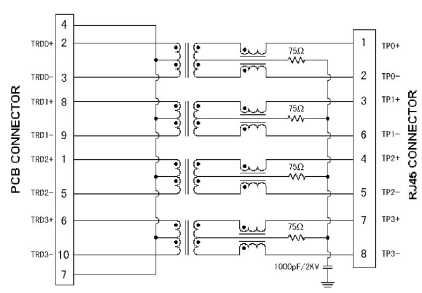 4
TRD0+ 2 75Ω 1 TP0+
TRD0- 3 2 TP0-
TRD1+ 8 75Ω 3 TP1+
TRD1- 9 6 TP1-
TRD2+ 1 75Ω 4 TP2+
TRD2- 5 5 TP2-
TRD3+ 6 75Ω 7 TP3+
TRD3- 10 8 TP3-
1000pF/2KV
7
PCB CONNECTOR
RJ45 CONNECTOR